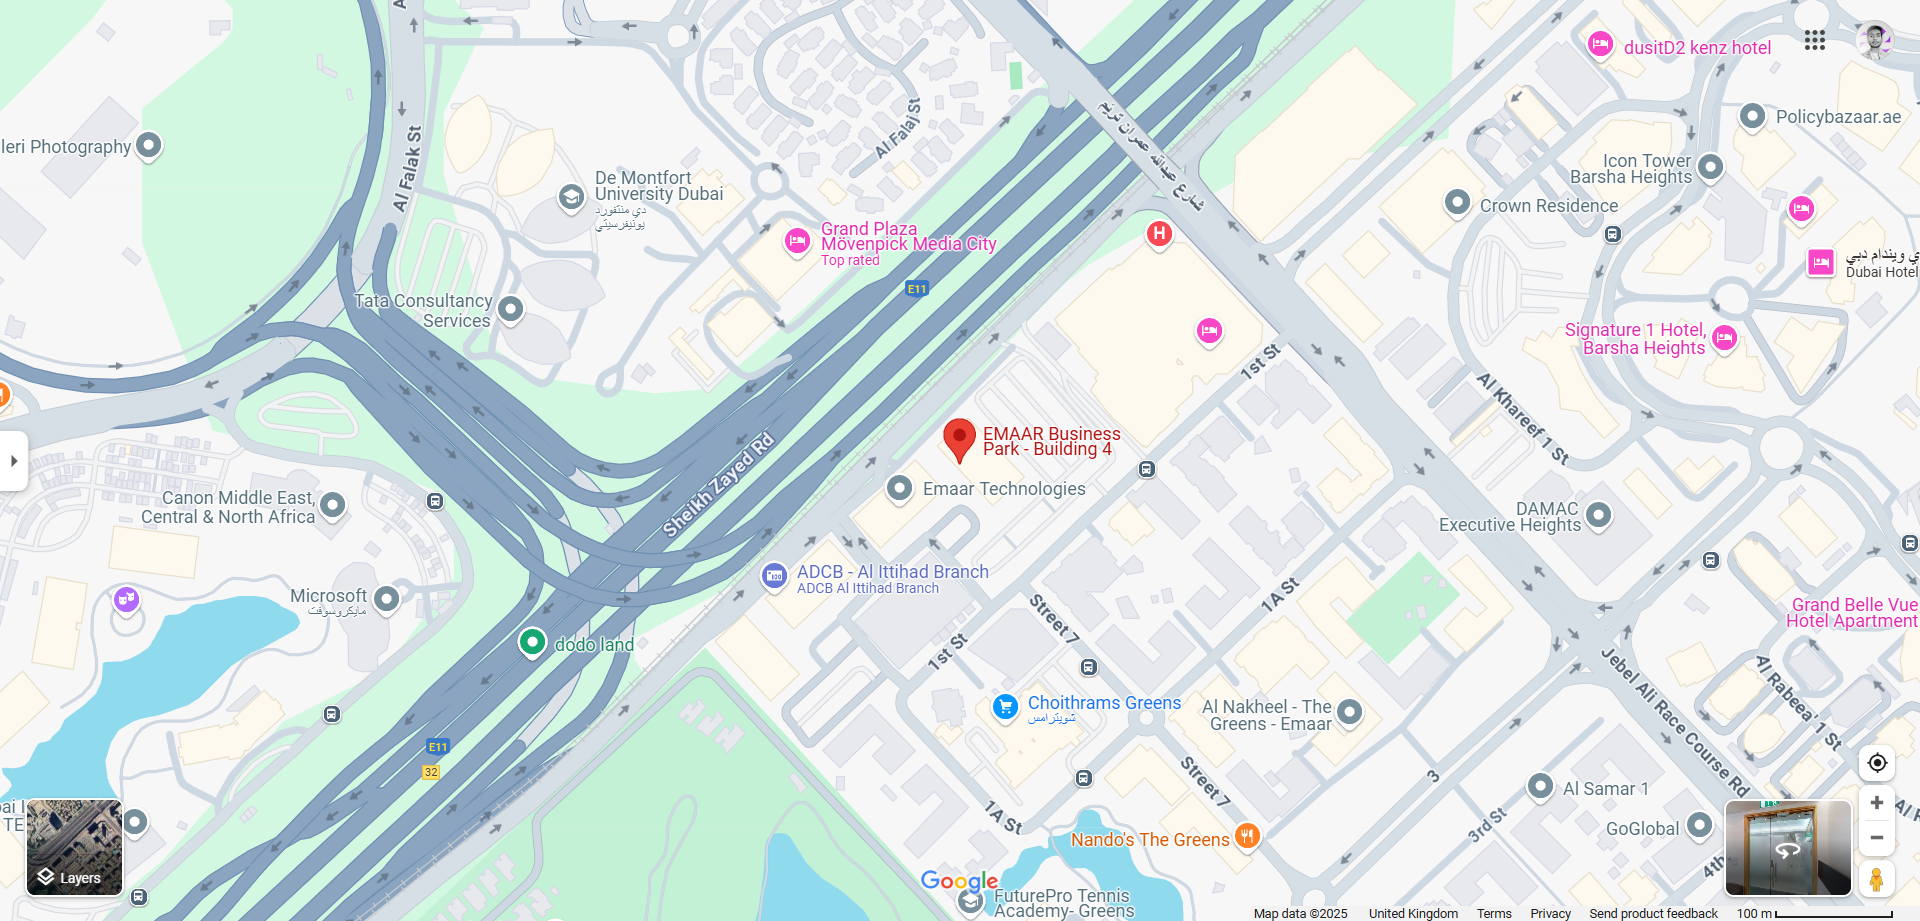 dusitD2 kenz hotel
Policybazaar.ae
leri Photography
Al Falak St
Al Falaj St
شارع عبدالله عمران تريم
Icon Tower
Barsha Heights
De Montfort
University Dubai
دي منتفورد
يونيفرسيتي
Crown Residence
Grand Plaza
Mövenpick Media City
Top rated
H
ي ويندام دبي
Dubai Hotel
E11
Tata Consultancy
Services
Signature 1 Hotel,
Barsha Heights
1st St
Al Khareef 1 St
EMAAR Business
Park - Building 4
Sheikh Zayed Rd
Emaar Technologies
Canon Middle East,
Central & North Africa
DAMAC
Executive Heights
ADCB - Al Ittihad Branch
ADCB Al Ittihad Branch
Microsoft
مايكروسوفت
1A St
Street 7
Grand Belle Vue
Hotel Apartment
dodo land
1st St
Jebel Ali Race Course Rd
Al Rabeea' 1 St
Choithrams Greens
شويترامس
Al Nakheel - The
Greens - Emaar
E11
32
Street 7
3
Al Samar 1
1A St
3rd St
GoGlobal
Nando's The Greens
4th
TE
Layers
Google
FuturePro Tennis
Academy- Greens
Map data ©2025
United Kingdom
Terms
Privacy
Send product feedback
100 m